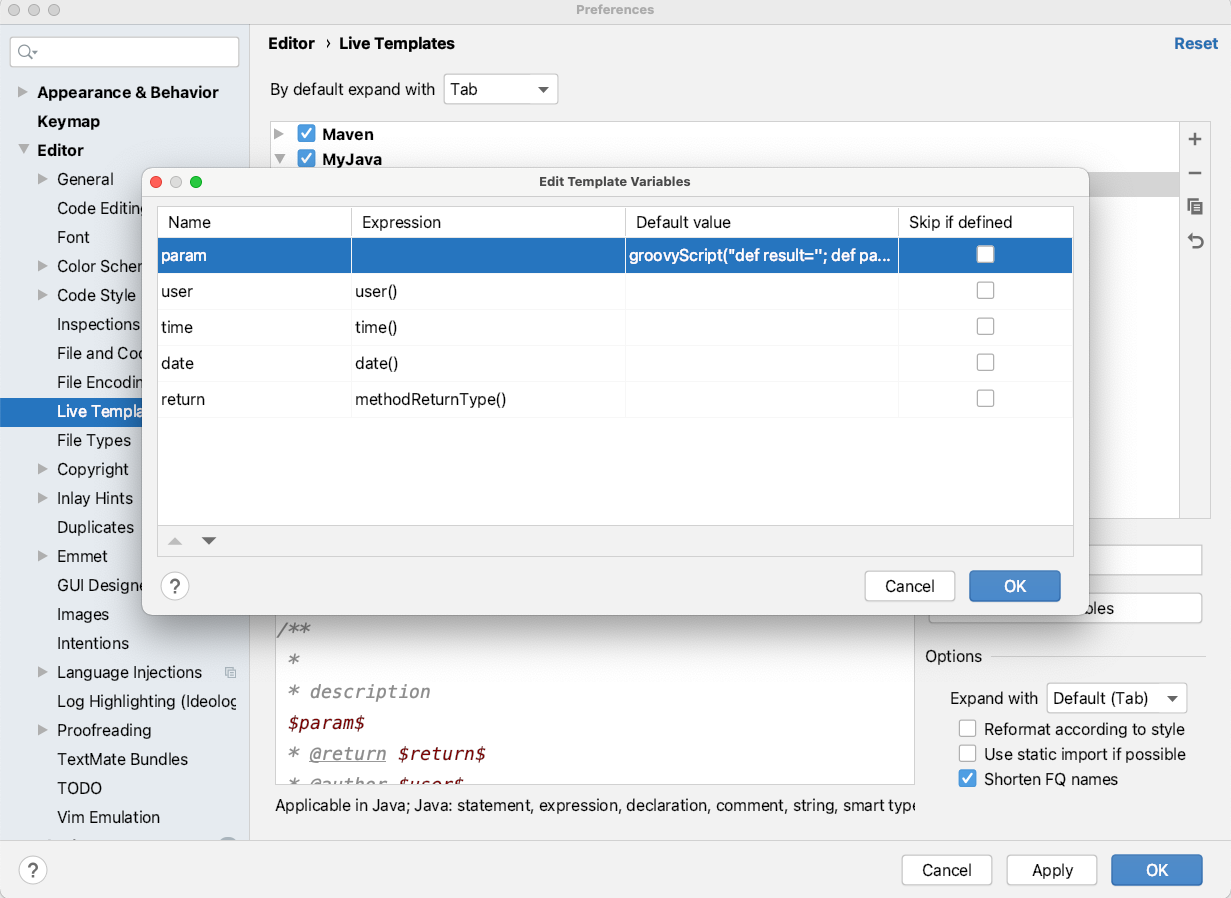 Preferences
Editor › Live Templates
Reset
By default expand with Tab
Appearance & Behavior
Keymap
Editor
General
Code Editing
Font
Color Scher
Code Style
Inspections
File and Coc
File Encodin
Live Templa
File Types
Copyright
Inlay Hints
Duplicates
Emmet
GUI Designe
Images
Intentions
Language Injections
Log Highlighting (Ideolog
Proofreading
TextMate Bundles
TODO
Vim Emulation
Maven
MyJava
Edit Template Variables
Name Expression Default value Skip if defined
param groovyScript("def result=''; def pa...
user user()
time time()
date date()
return methodReturnType()
?
Cancel
OK
bles
/**
*
* description
$param$
* @return $return$
* @author $user$
Applicable in Java; Java: statement, expression, declaration, comment, string, smart type
Options
Expand with Default (Tab)
Reformat according to style
Use static import if possible
Shorten FQ names
?
Cancel
Apply
OK